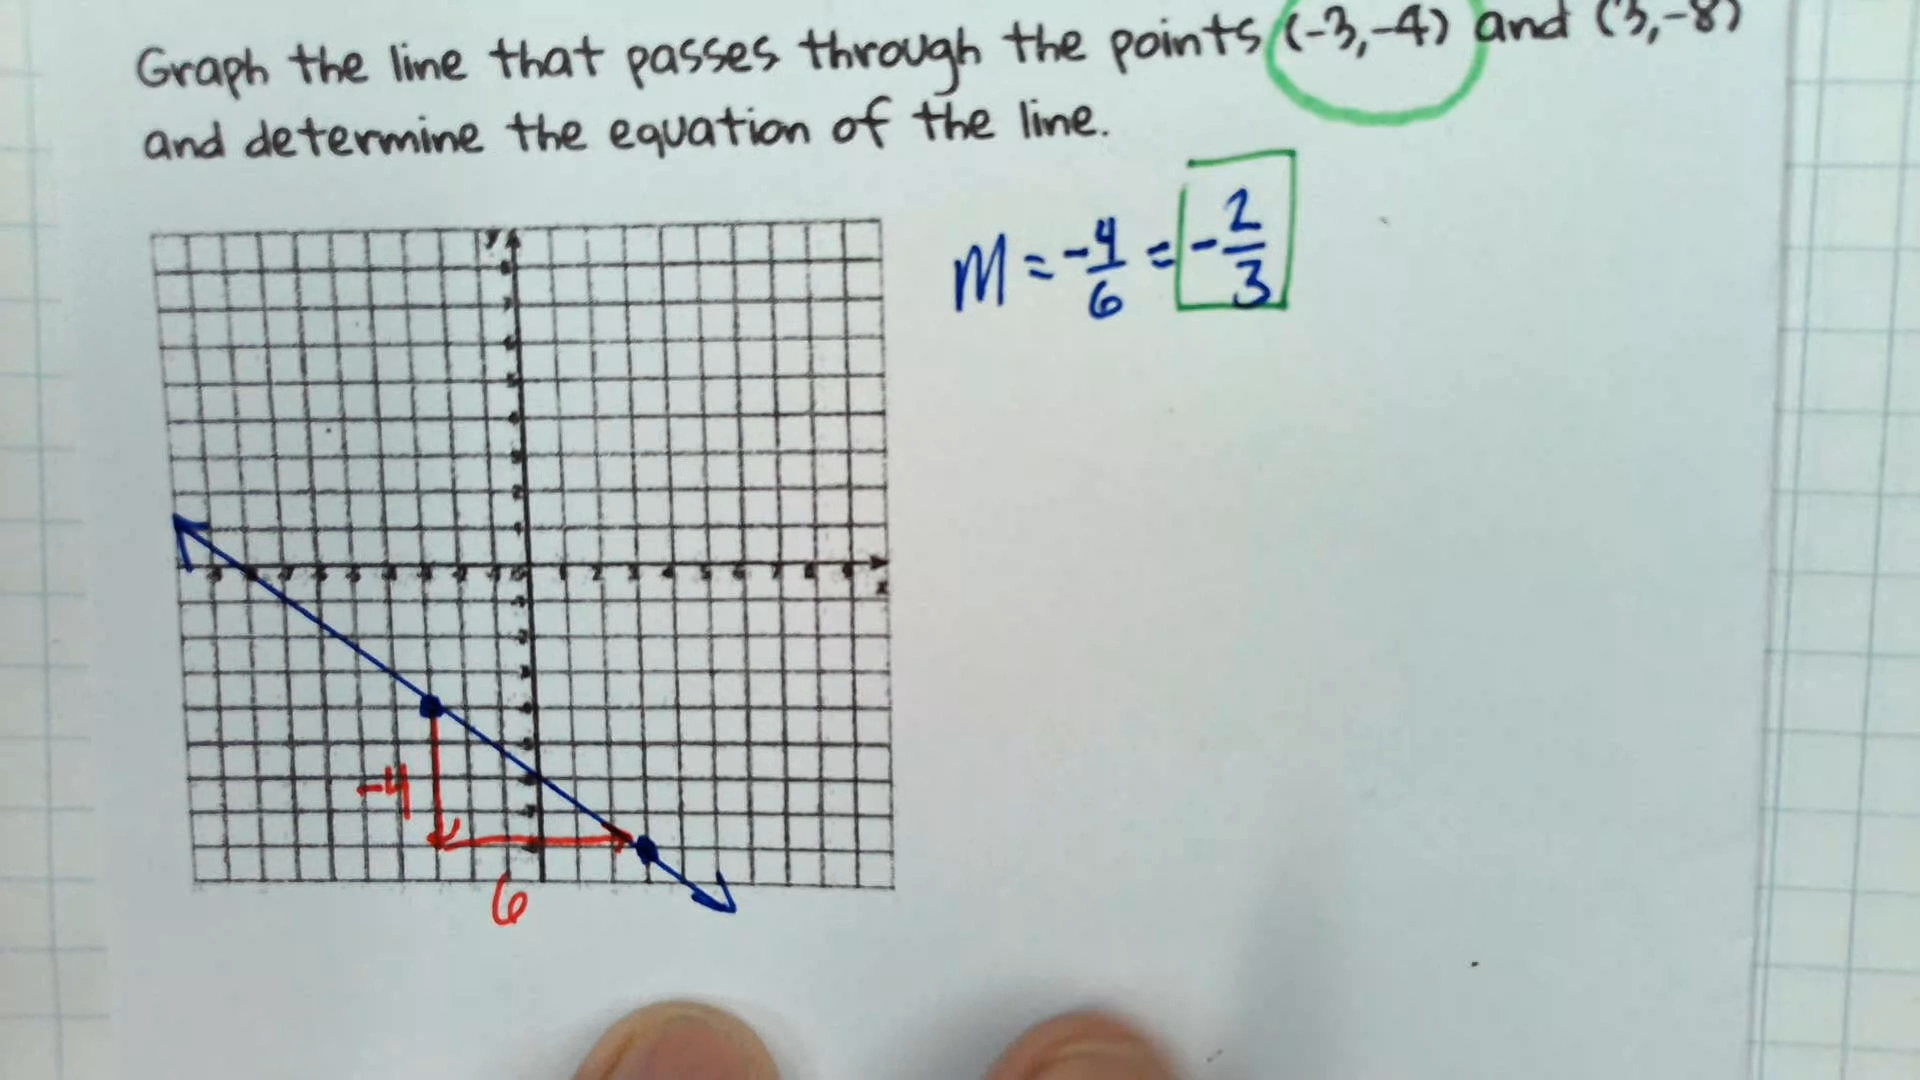 Graph the line that passes through the points (-3,-4) and (3,-8)
and determine the equation of the line.
M = -4/6 = -2/3
y
x
-4
6